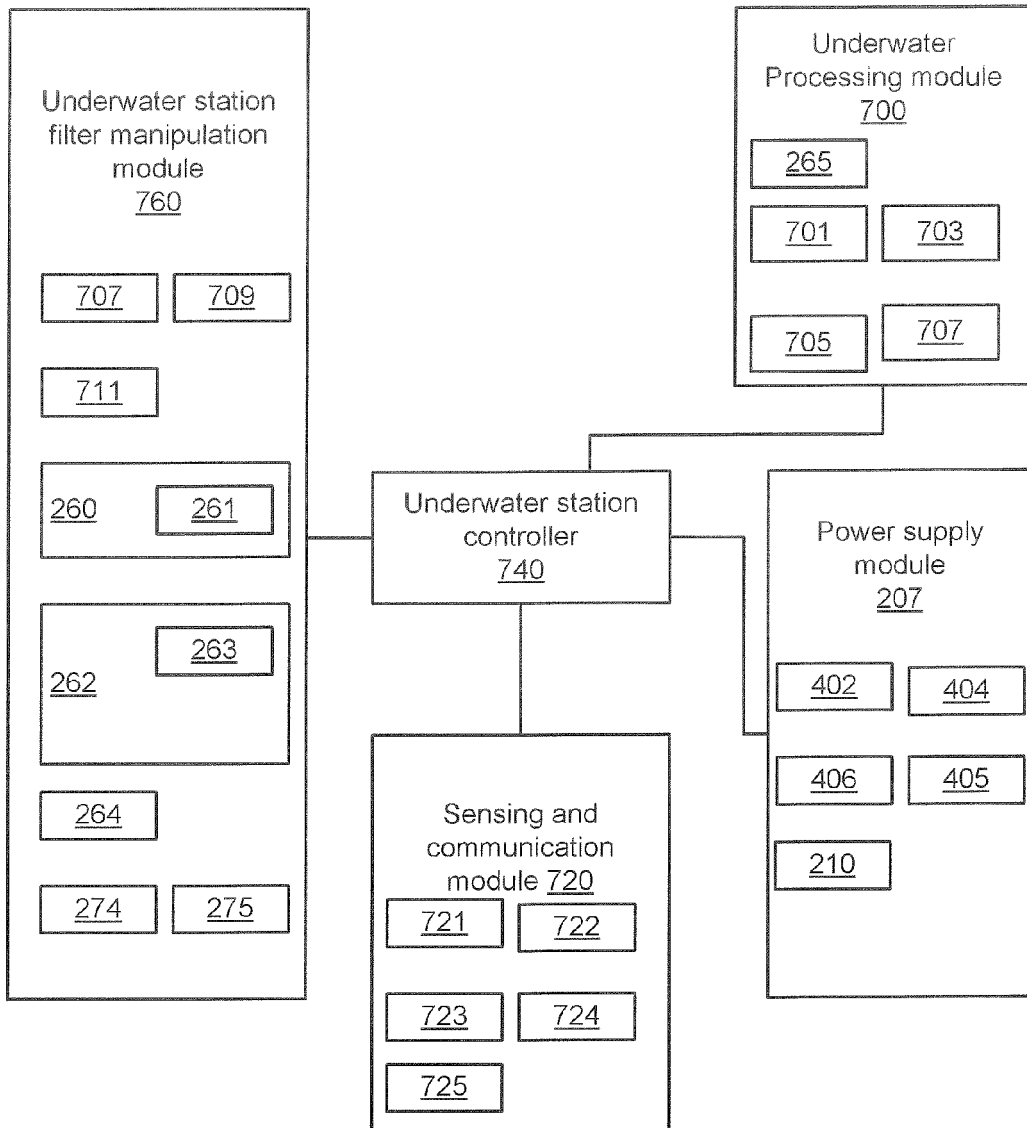 Underwater station
filter manipulation
module
760
707 709
711
260 261
262 263
264
274 275
Underwater station
controller
740
Sensing and
communication
module 720
721 722
723 724
725
Underwater
Processing module
700
265
701 703
705 707
Power supply
module
207
402 404
406 405
210